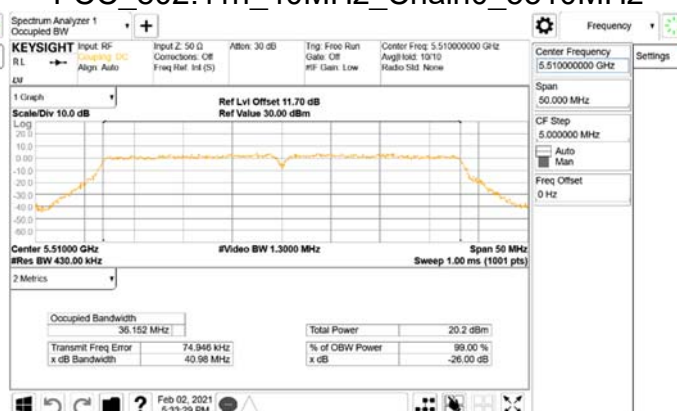 Spectrum Analyzer 1
Occupied BW
+
Frequency
KEYSIGHT
RL
Input: RF
Coupling: DC
Align: Auto
Input Z: 50 Ω
Corrections: Off
Freq Ref: Int (S)
Atten: 30 dB
Trig: Free Run
Gate: Off
#IF Gain: Low
Center Freq: 5.510000000 GHz
Avg|Hold: 10/10
Radio Std: None
Center Frequency
5.510000000 GHz
Settings
Span
50.000 MHz
CF Step
5.000000 MHz
Auto
Man
Freq Offset
0 Hz
1 Graph
Scale/Div 10.0 dB
Ref Lvl Offset 11.70 dB
Ref Value 30.00 dBm
Log
20.0
10.0
0.00
-10.0
-20.0
-30.0
-40.0
-50.0
-60.0
Center 5.51000 GHz
#Res BW 430.00 kHz
#Video BW 1.3000 MHz
Span 50 MHz
Sweep 1.00 ms (1001 pts)
2 Metrics
Occupied Bandwidth
36.152 MHz
Total Power 20.2 dBm
Transmit Freq Error 74.946 kHz
% of OBW Power 99.00 %
x dB Bandwidth 40.98 MHz
x dB -26.00 dB
?
Feb 02, 2021